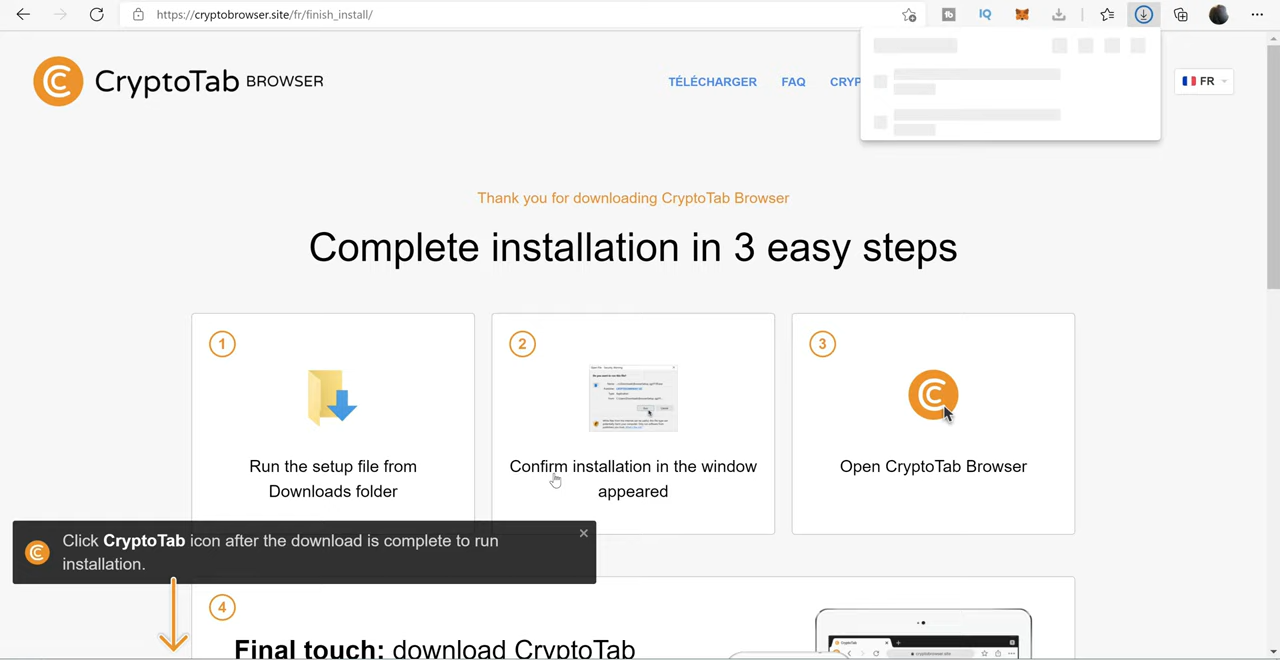 https://cryptobrowser.site/fr/finish_install/
IQ
CryptoTab BROWSER
TÉLÉCHARGER FAQ CRYP
FR
Thank you for downloading CryptoTab Browser
Complete installation in 3 easy steps
1
Run the setup file from
Downloads folder
2
Confirm installation in the window
appeared
3
Open CryptoTab Browser
Click CryptoTab icon after the download is complete to run
installation.
4
Final touch: download CryptoTab